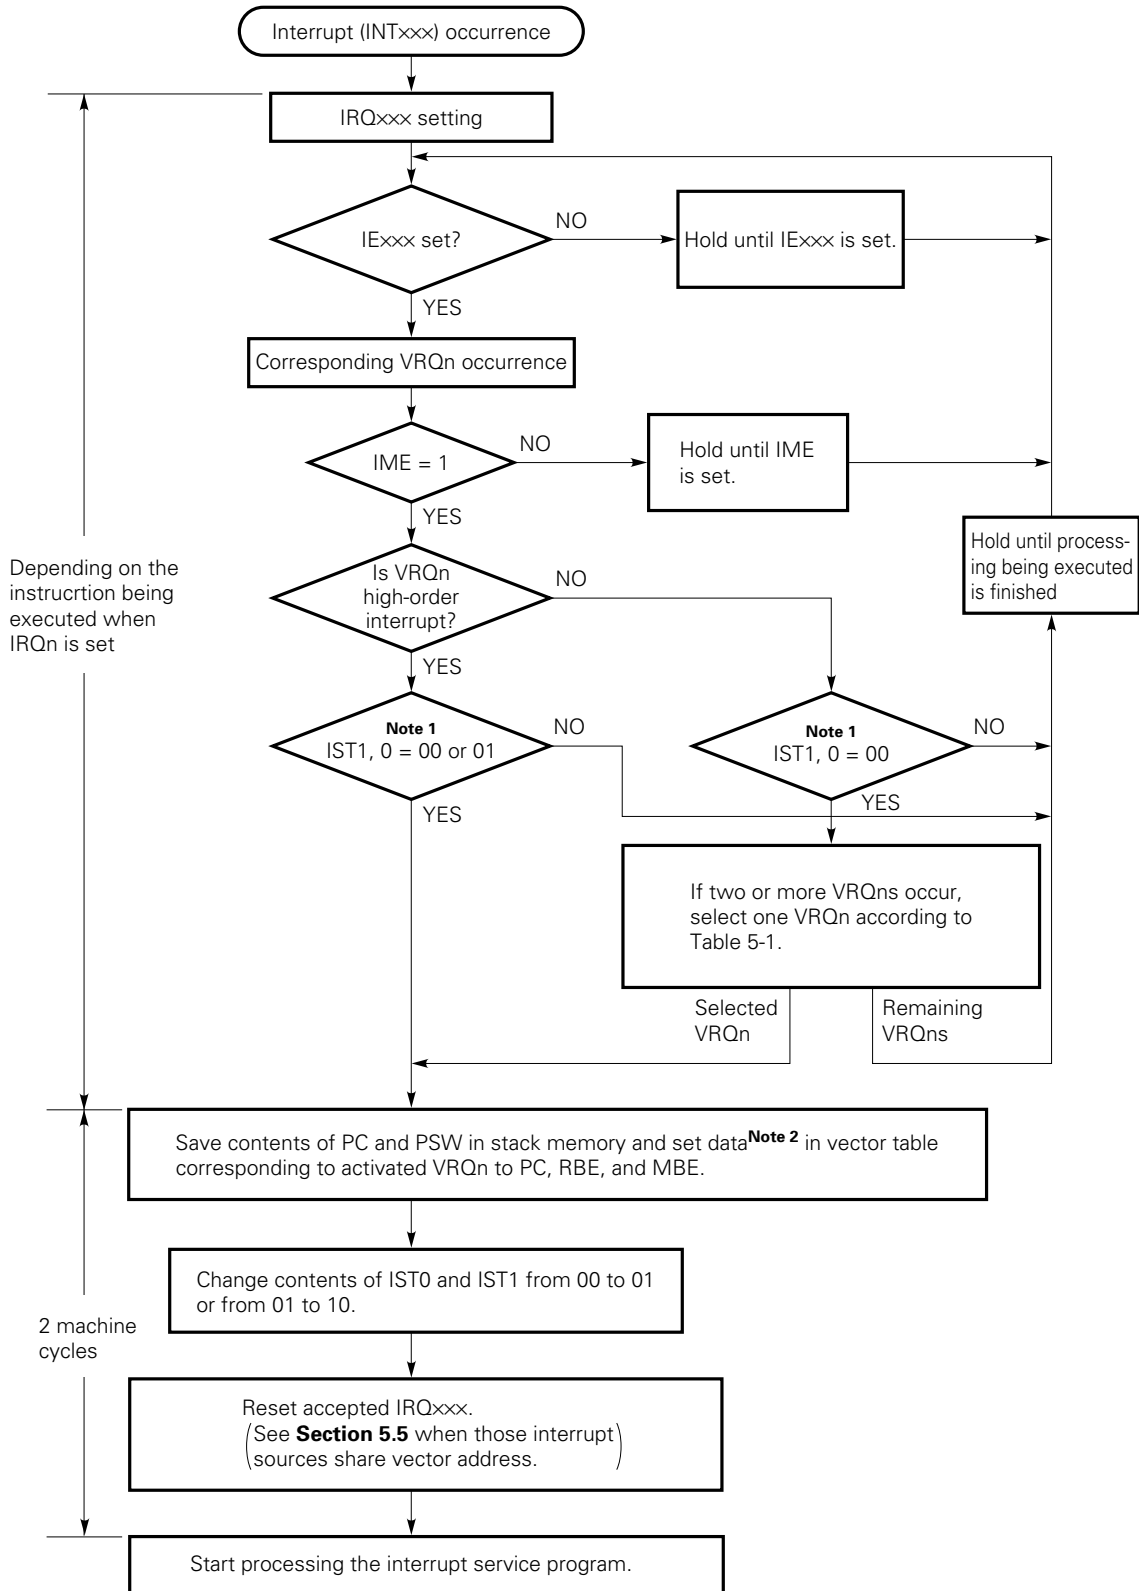 Interrupt (INT×××) occurrence
IRQ××× setting
IE××× set?
NO
Hold until IE××× is set.
YES
Corresponding VRQn occurrence
IME = 1
NO
Hold until IME
is set.
YES
Hold until process-
ing being executed
is finished
Depending on the
instrucrtion being
executed when
IRQn is set
Is VRQn
high-order
interrupt?
NO
YES
Note 1
IST1, 0 = 00 or 01
NO
YES
Note 1
IST1, 0 = 00
NO
YES
If two or more VRQns occur,
select one VRQn according to
Table 5-1.
Selected
VRQn
Remaining
VRQns
Save contents of PC and PSW in stack memory and set data Note 2 in vector table
corresponding to activated VRQn to PC, RBE, and MBE.
Change contents of IST0 and IST1 from 00 to 01
or from 01 to 10.
2 machine
cycles
Reset accepted IRQ×××.
(See Section 5.5 when those interrupt
sources share vector address.)
Start processing the interrupt service program.